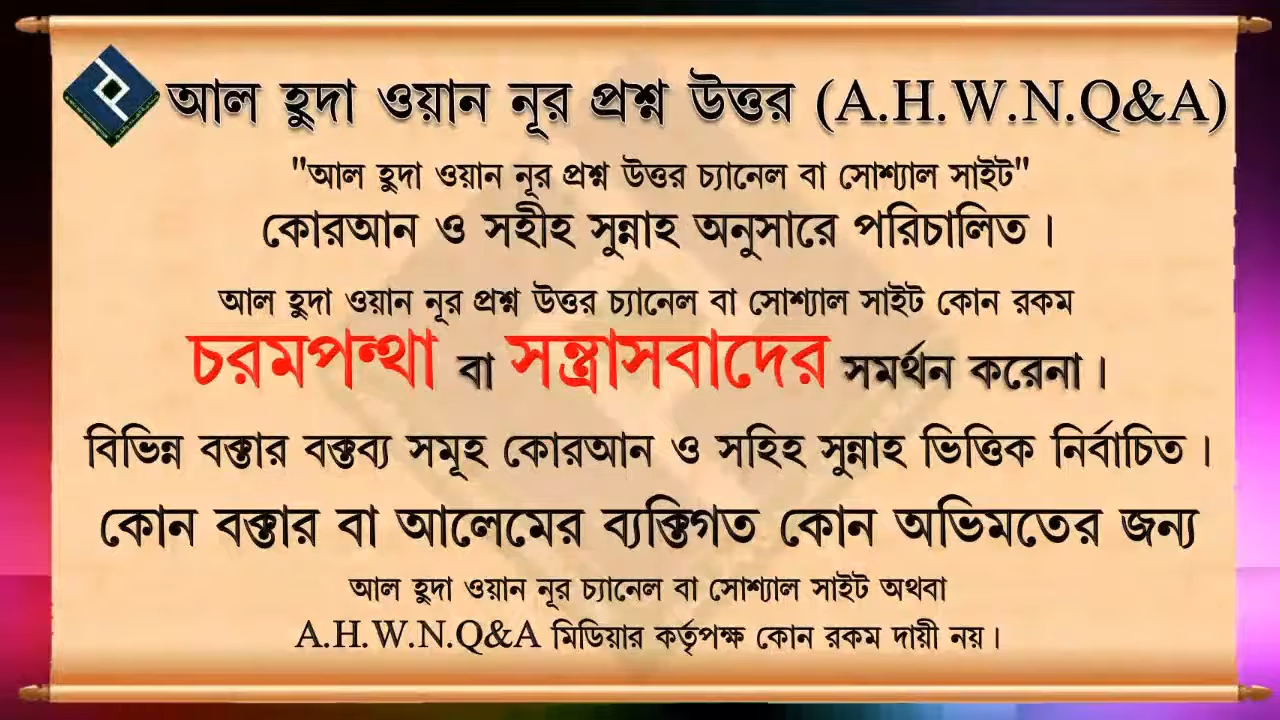 আল হুদা ওয়ান নূর প্রশ্ন উত্তর (A.H.W.N.Q&A)
"আল হুদা ওয়ান নূর প্রশ্ন উত্তর চ্যানেল বা সোশ্যাল সাইট"
কোরআন ও সহীহ সুন্নাহ অনুসারে পরিচালিত।
আল হুদা ওয়ান নূর প্রশ্ন উত্তর চ্যানেল বা সোশ্যাল সাইট কোন রকম
চরমপন্থা বা সন্ত্রাসবাদের সমর্থন করেনা।
বিভিন্ন বক্তার বক্তব্য সমূহ কোরআন ও সহিহ সুন্নাহ ভিত্তিক নির্বাচিত।
কোন বক্তার বা আলেমের ব্যক্তিগত কোন অভিমতের জন্য
আল হুদা ওয়ান নূর চ্যানেল বা সোশ্যাল সাইট অথবা
A.H.W.N.Q&A মিডিয়ার কর্তৃপক্ষ কোন রকম দায়ী নয়।